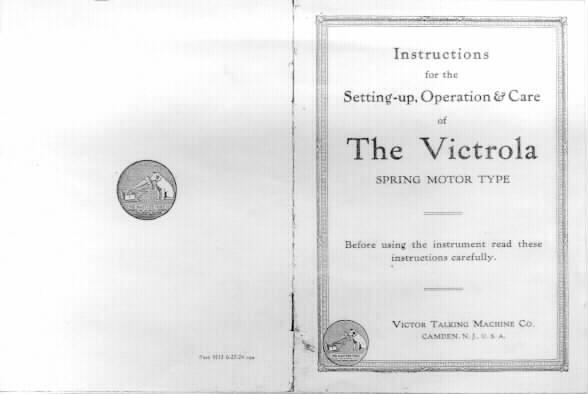 Instructions
for the
Setting-up, Operation & Care
of
The Victrola
SPRING MOTOR TYPE
Before using the instrument read these
instructions carefully.
VICTOR TALKING MACHINE CO.
CAMDEN, N. J., U. S. A.